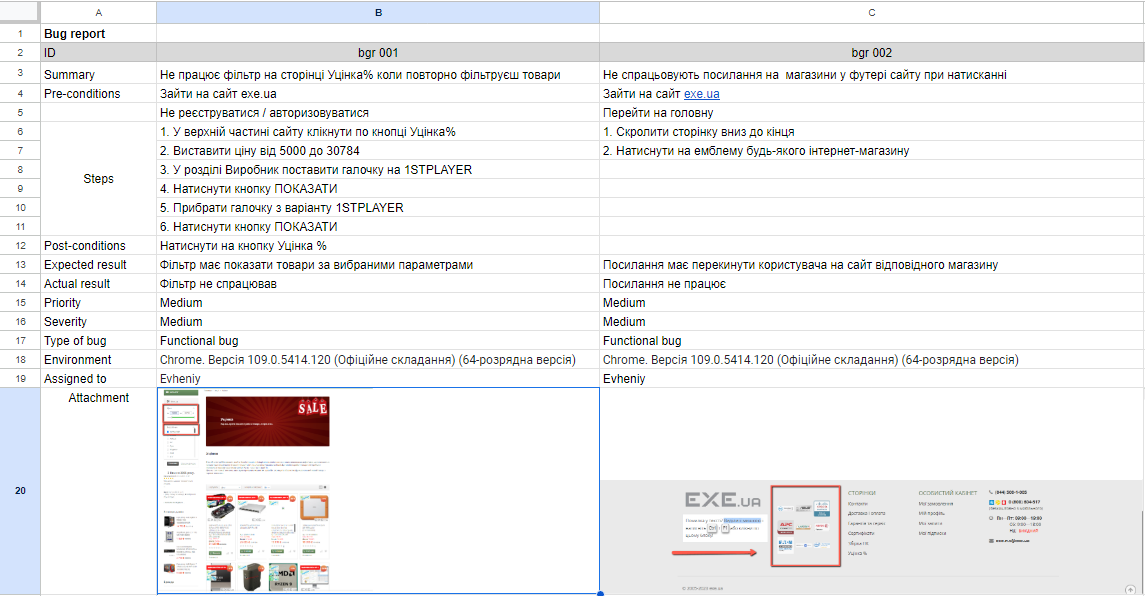 A B C
1 Bug report
2 ID bgr 001 bgr 002
3 Summary Не працює фільтр на сторінці Уцінка% коли повторно фільтруєш товари Не спрацьовують посилання на магазини у футері сайту при натисканні
4 Pre-conditions Зайти на сайт exe.ua Зайти на сайт exe.ua
5 Не реєструватися / авторизовуватися Перейти на головну
6 1. У верхній частині сайту клікнути по кнопці Уцінка% 1. Скролити сторінку вниз до кінця
7 2. Виставити ціну від 5000 до 30784 2. Натиснути на емблему будь-якого інтернет-магазину
8 Steps 3. У розділі Виробник поставити галочку на 1STPLAYER
9 4. Натиснути кнопку ПОКАЗАТИ
10 5. Прибрати галочку з варіанту 1STPLAYER
11 6. Натиснути кнопку ПОКАЗАТИ
12 Post-conditions Натиснути на кнопку Уцінка %
13 Expected result Фільтр має показати товари за вибраними параметрами Посилання має перекинути користувача на сайт відповідного магазину
14 Actual result Фільтр не спрацював Посилання не працює
15 Priority Medium Medium
16 Severity Medium Medium
17 Type of bug Functional bug Functional bug
18 Environment Chrome. Версія 109.0.5414.120 (Офіційне складання) (64-розрядна версія) Chrome. Версія 109.0.5414.120 (Офіційне складання) (64-розрядна версія)
19 Assigned to Evheniy Evheniy
20 Attachment
SALE
EXE.UA
СТОРІНКИ
ОСОБИСТИЙ КАБІНЕТ